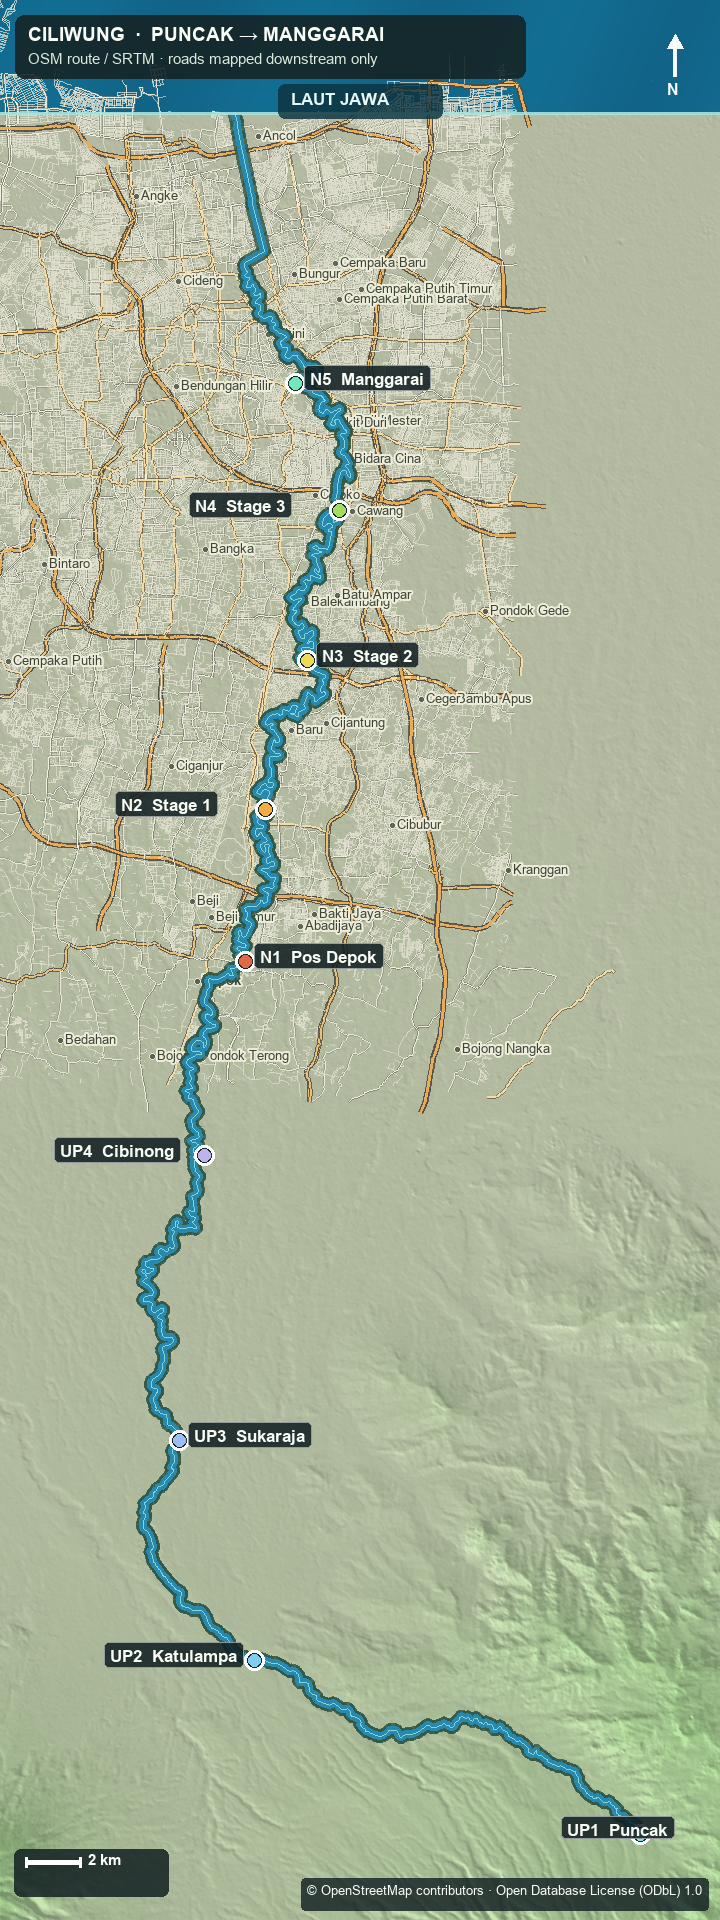 CILIWUNG · PUNCAK → MANGGARAI
OSM route / SRTM · roads mapped downstream only
N
LAUT JAWA
Ancol
Angke
Cempaka Baru
Bungur
Cideng
Cempaka Putih Timur
Cempaka Putih Barat
N5 Manggarai
Bendungan Hilir
Bidara Cina
N4 Stage 3
Cawang
Bangka
Bintaro
Batu Ampar
Balekambang
Pondok Gede
N3 Stage 2
Cempaka Putih
Ceger
Bambu Apus
Cijantung
Baru
Ciganjur
N2 Stage 1
Cibubur
Kranggan
Beji
Bakti Jaya
Abadijaya
N1 Pos Depok
Bedahan
Bojong Nangka
UP4 Cibinong
UP3 Sukaraja
UP2 Katulampa
UP1 Puncak
2 km
© OpenStreetMap contributors · Open Database License (ODbL) 1.0